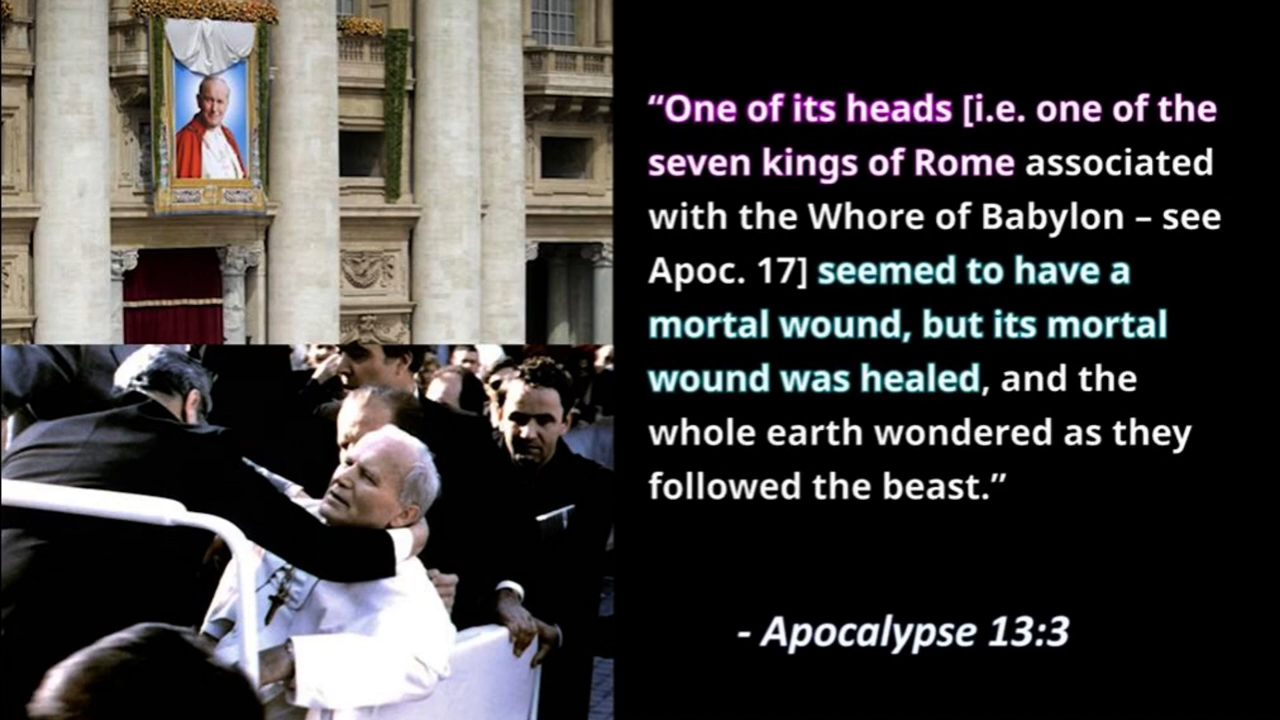 “One of its heads [i.e. one of the
seven kings of Rome associated
with the Whore of Babylon – see
Apoc. 17] seemed to have a
mortal wound, but its mortal
wound was healed, and the
whole earth wondered as they
followed the beast.”
- Apocalypse 13:3